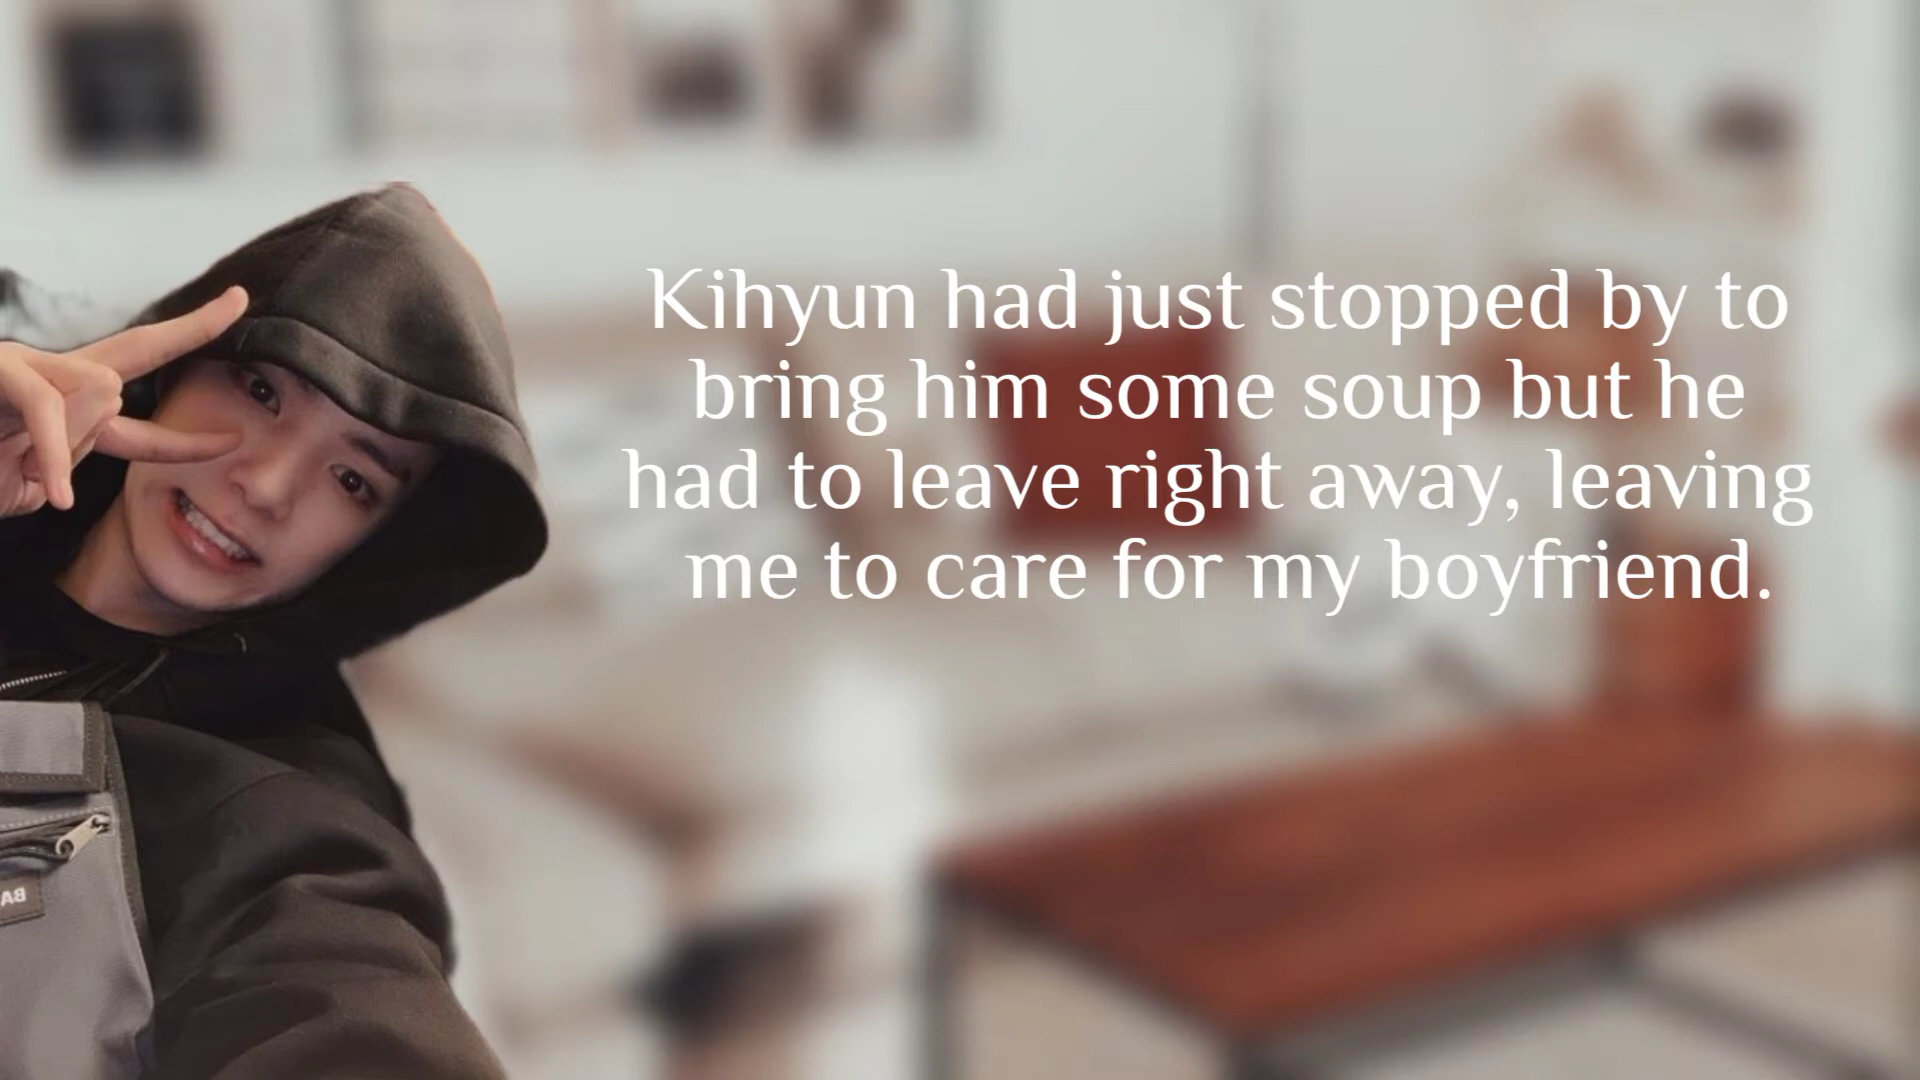 Kihyun had just stopped by to
bring him some soup but he
had to leave right away, leaving
me to care for my boyfriend.
BA